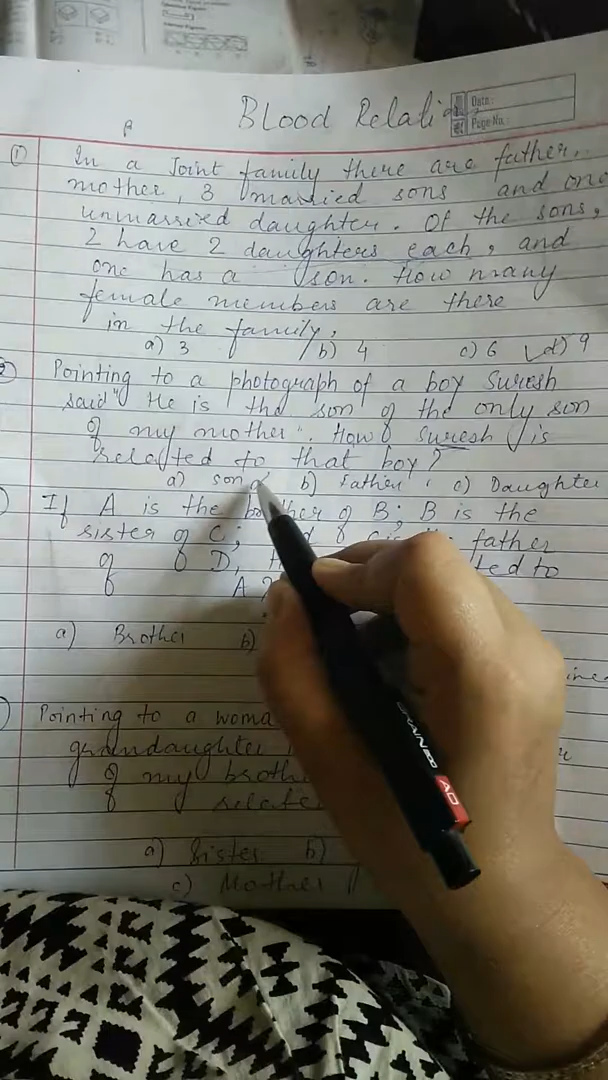 Blood Relati
Date:
Page No.:
① In a Joint family there are father,
mother, 3 married sons and one
unmarried daughter. Of the sons,
2 have 2 daughters each, and
one has a son. How many
female members are there
in the family.
a) 3 b) 4 c) 6 d) 9
Pointing to a photograph of a boy Suresh
said "He is the son of the only son
of my mother". How Suresh is
related to that boy?
a) son b) father c) Daughter
If A is the brother of B; B is the
sister of C; father
of D, ted to
A?
a) Brother b)
Pointing to a woma
grandaughter
of my broth
relate
a) Sister b)
c) Mother